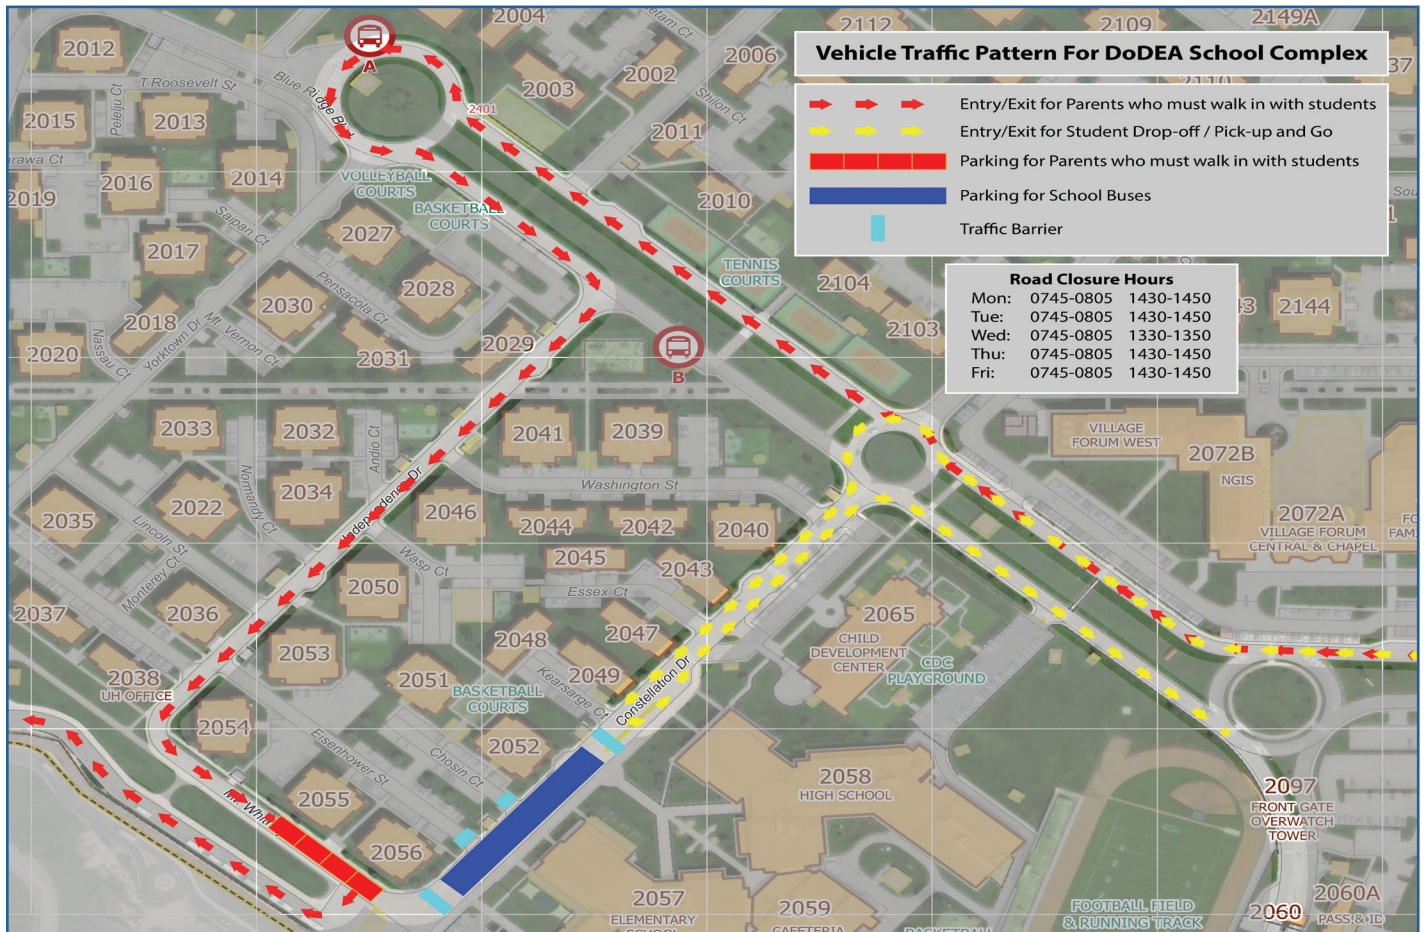 Vehicle Traffic Pattern For DoDEA School Complex
Entry/Exit for Parents who must walk in with students
Entry/Exit for Student Drop-off / Pick-up and Go
Parking for Parents who must walk in with students
Parking for School Buses
Traffic Barrier
Road Closure Hours
Mon: 0745-0805 1430-1450
Tue: 0745-0805 1430-1450
Wed: 0745-0805 1330-1350
Thu: 0745-0805 1430-1450
Fri: 0745-0805 1430-1450
2004
2112
2109
2149A
2012
A
2006
2002
2003
T Roosevelt St
Blue Ridge Blvd
Pelelju Ct
Shilon Ct
2401
2015
2013
2011
2016
2014
VOLLEYBALL
COURTS
2019
BASKETBALL
COURTS
2010
Saipan Ct
2027
2017
TENNIS
COURTS
2104
2028
Pensacola Ct
2030
2144
2018
Mt. Vernon Ct
Yorktown Dr
Nassau Ct
2103
2029
2031
2020
B
2033
2032
Andio Ct
2041
2039
VILLAGE
FORUM WEST
2072B
NGIS
Normandy Ct
2034
Independence Dr
Washington St
2022
2035
2046
2044
2042
2040
2072A
VILLAGE FORUM
CENTRAL & CHAPEL
Lincoln St
Monterey Ct
Wasp Ct
2045
2043
2050
Essex Ct
2037
2036
2065
CHILD
DEVELOPMENT
CENTER
2048
2047
2053
CDC
PLAYGROUND
2038
UH OFFICE
2051
2049
Kearsarge Ct
Constellation Dr
BASKETBALL
COURTS
2054
Eisenhower St
Chosin Ct
2052
2058
HIGH SCHOOL
2055
2097
FRONT GATE
OVERWATCH
TOWER
2056
2057
ELEMENTARY
SCHOOL
2059
CAFETERIA
BASKETBALL
FOOTBALL FIELD
& RUNNING TRACK
2060
2060A
PASS & ID